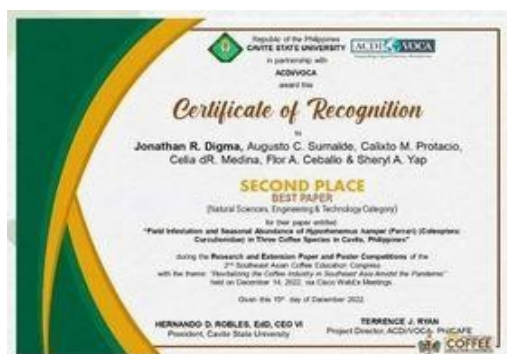 Republic of the Philippines
CAVITE STATE UNIVERSITY
ACDI VOCA
in partnership with
ACDI/VOCA
award this
Certificate of Recognition
to
Jonathan R. Digma, Augusto C. Sumalde, Calixto M. Protacio,
Celia dR. Medina, Flor A. Ceballo & Sheryl A. Yap
SECOND PLACE
BEST PAPER
(Natural Sciences, Engineering & Technology Category)
for their paper entitled
"Field Infestation and Seasonal Abundance of Hypothenemus hampei (Ferrari) (Coleoptera:
Curculionidae) in Three Coffee Species in Cavite, Philippines"
during the Research and Extension Paper and Poster Competitions of the
2nd Southeast Asian Coffee Education Congress
with the theme: "Revitalizing the Coffee Industry in Southeast Asia Amidst the Pandemic"
held on December 14, 2022, via Cisco WebEx Meetings.
Given this 15th day of December 2022.
HERNANDO D. ROBLES, EdD, CEO VI
President, Cavite State University
TERRENCE J. RYAN
Project Director, ACDI/VOCA- PhilCAFE
COFFEE